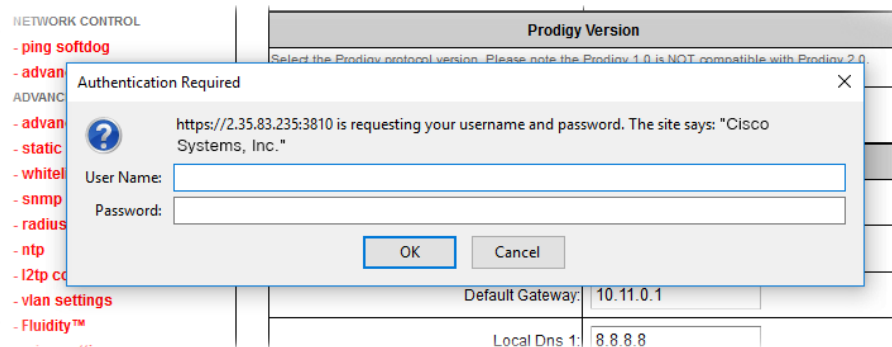 NETWORK CONTROL
- ping softdog
- advan
ADVANC
- advan
- static
- whiteli
- snmp
- radius
- ntp
- l2tp co
- vlan settings
- Fluidity™
Prodigy Version
Select the Prodigy protocol version. Please note the Prodigy 1.0 is NOT compatible with Prodigy 2.0.
Authentication Required
https://2.35.83.235:3810 is requesting your username and password. The site says: "Cisco
Systems, Inc."
User Name:
Password:
OK Cancel
Default Gateway: 10.11.0.1
Local Dns 1: 8.8.8.8